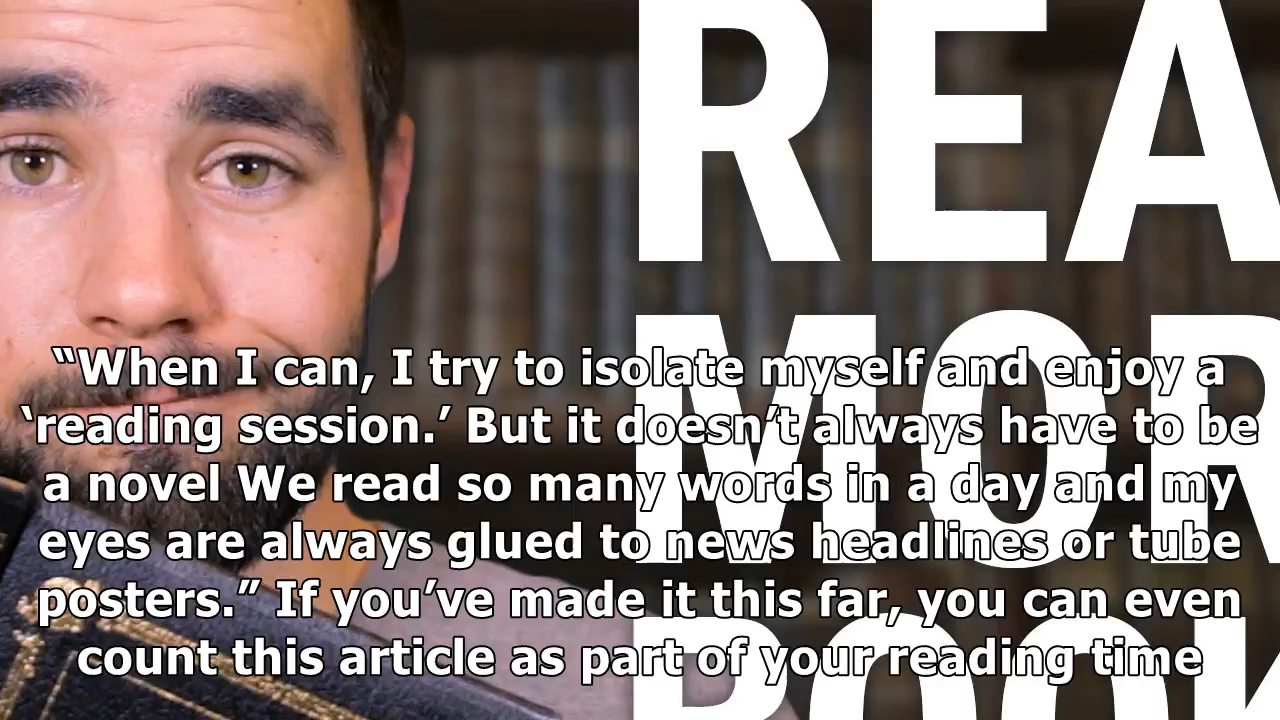 REA
MOR
BOOK
“When I can, I try to isolate myself and enjoy a
‘reading session.’ But it doesn’t always have to be
a novel We read so many words in a day and my
eyes are always glued to news headlines or tube
posters.” If you’ve made it this far, you can even
count this article as part of your reading time